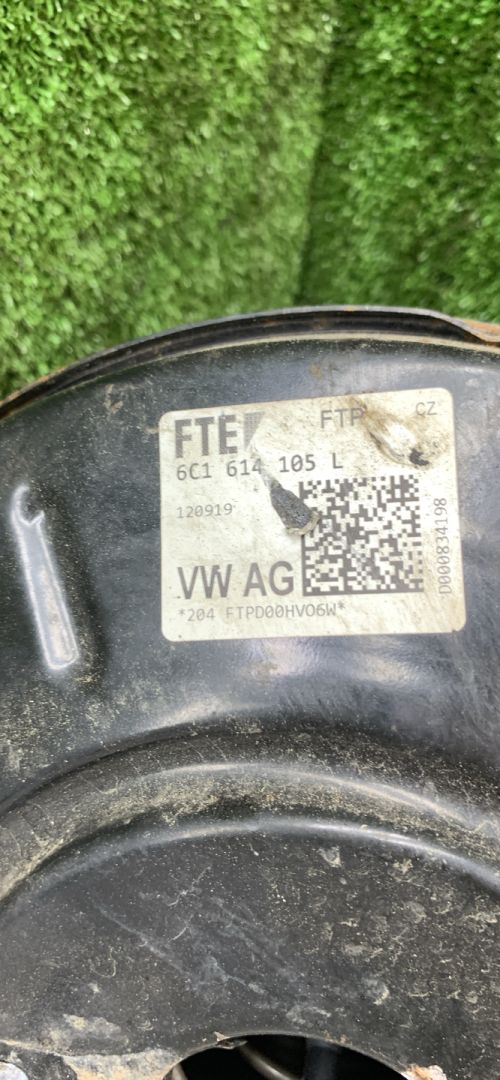 FTE FTP CZ
6C1 614 105 L
120919
VW AG
*204 FTPD00HVO6W*
D000834198